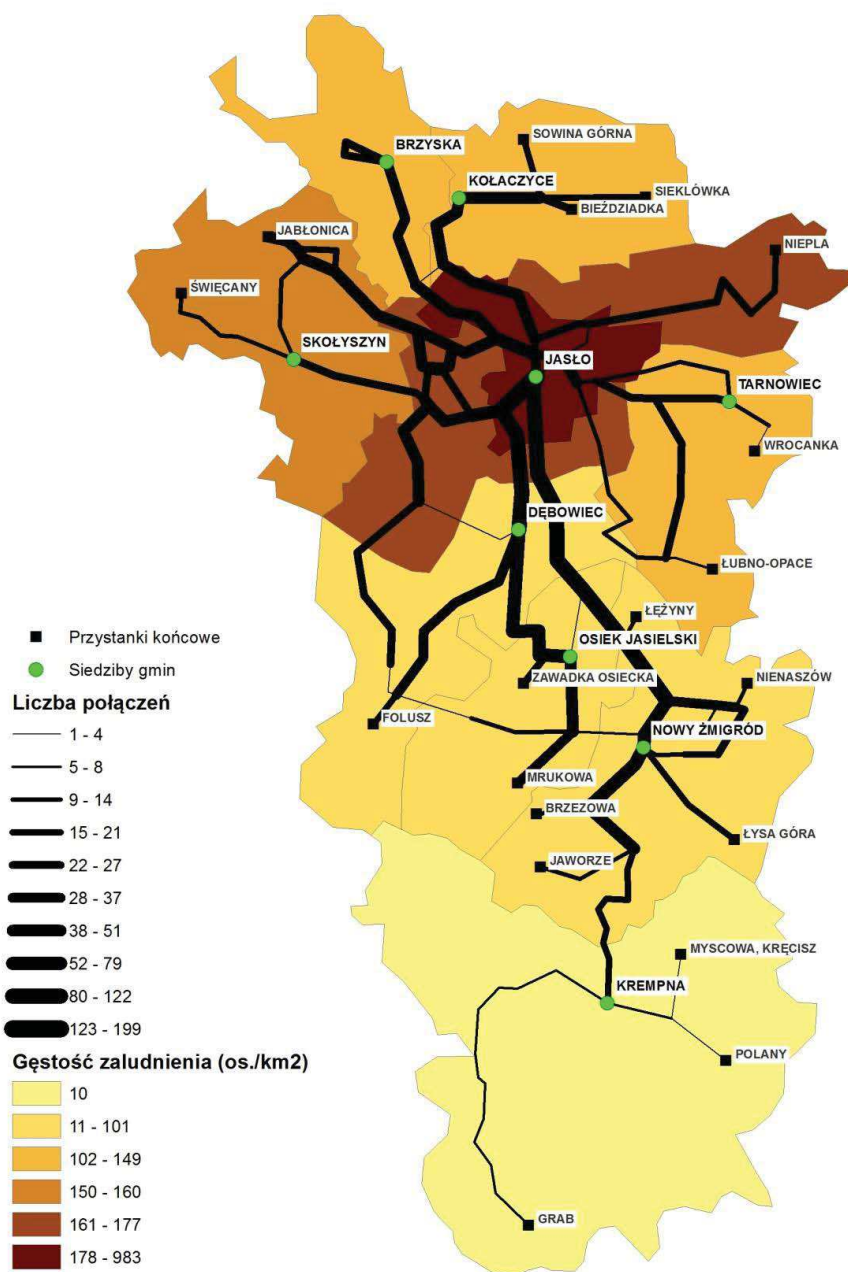 SOWINA GÓRNA
BRZYSKA
KOŁACZYCE
SIEKLÓWKA
BIEŹDZIADKA
JABŁONICA
NIEPLA
ŚWIĘCANY
SKOŁYSZYN
JASŁO
TARNOWIEC
WROCANKA
DĘBOWIEC
ŁUBNO-OPACE
ŁĘŻYNY
Przystanki końcowe
OSIEK JASIELSKI
Siedziby gmin
ZAWADKA OSIECKA
NIENASZÓW
Liczba połączeń
FOLUSZ
NOWY ŻMIGRÓD
1 - 4
5 - 8
MRUKOWA
9 - 14
BRZEZOWA
15 - 21
ŁYSA GÓRA
22 - 27
JAWORZE
28 - 37
38 - 51
MYSCOWA, KRĘCISZ
52 - 79
80 - 122
KREMPNA
123 - 199
POLANY
Gęstość zaludnienia (os./km2)
10
11 - 101
102 - 149
150 - 160
161 - 177
GRAB
178 - 983